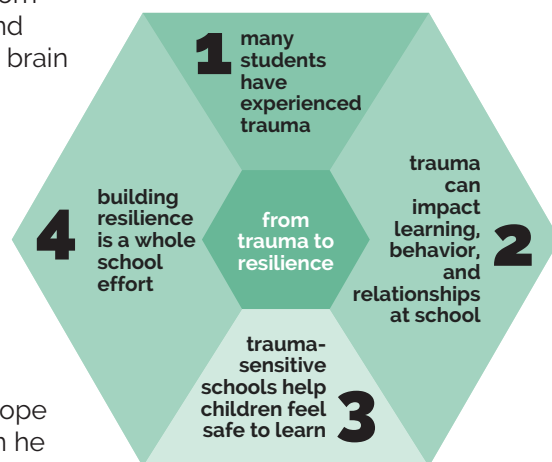 nd
brain
1 many
students
have
experienced
trauma
trauma
can
impact
learning,
behavior,
and
relationships
at school
2
trauma-
sensitive
schools help
children feel
safe to learn
3
4
building
resilience
is a whole
school
effort
from
trauma to
resilience
ope
he